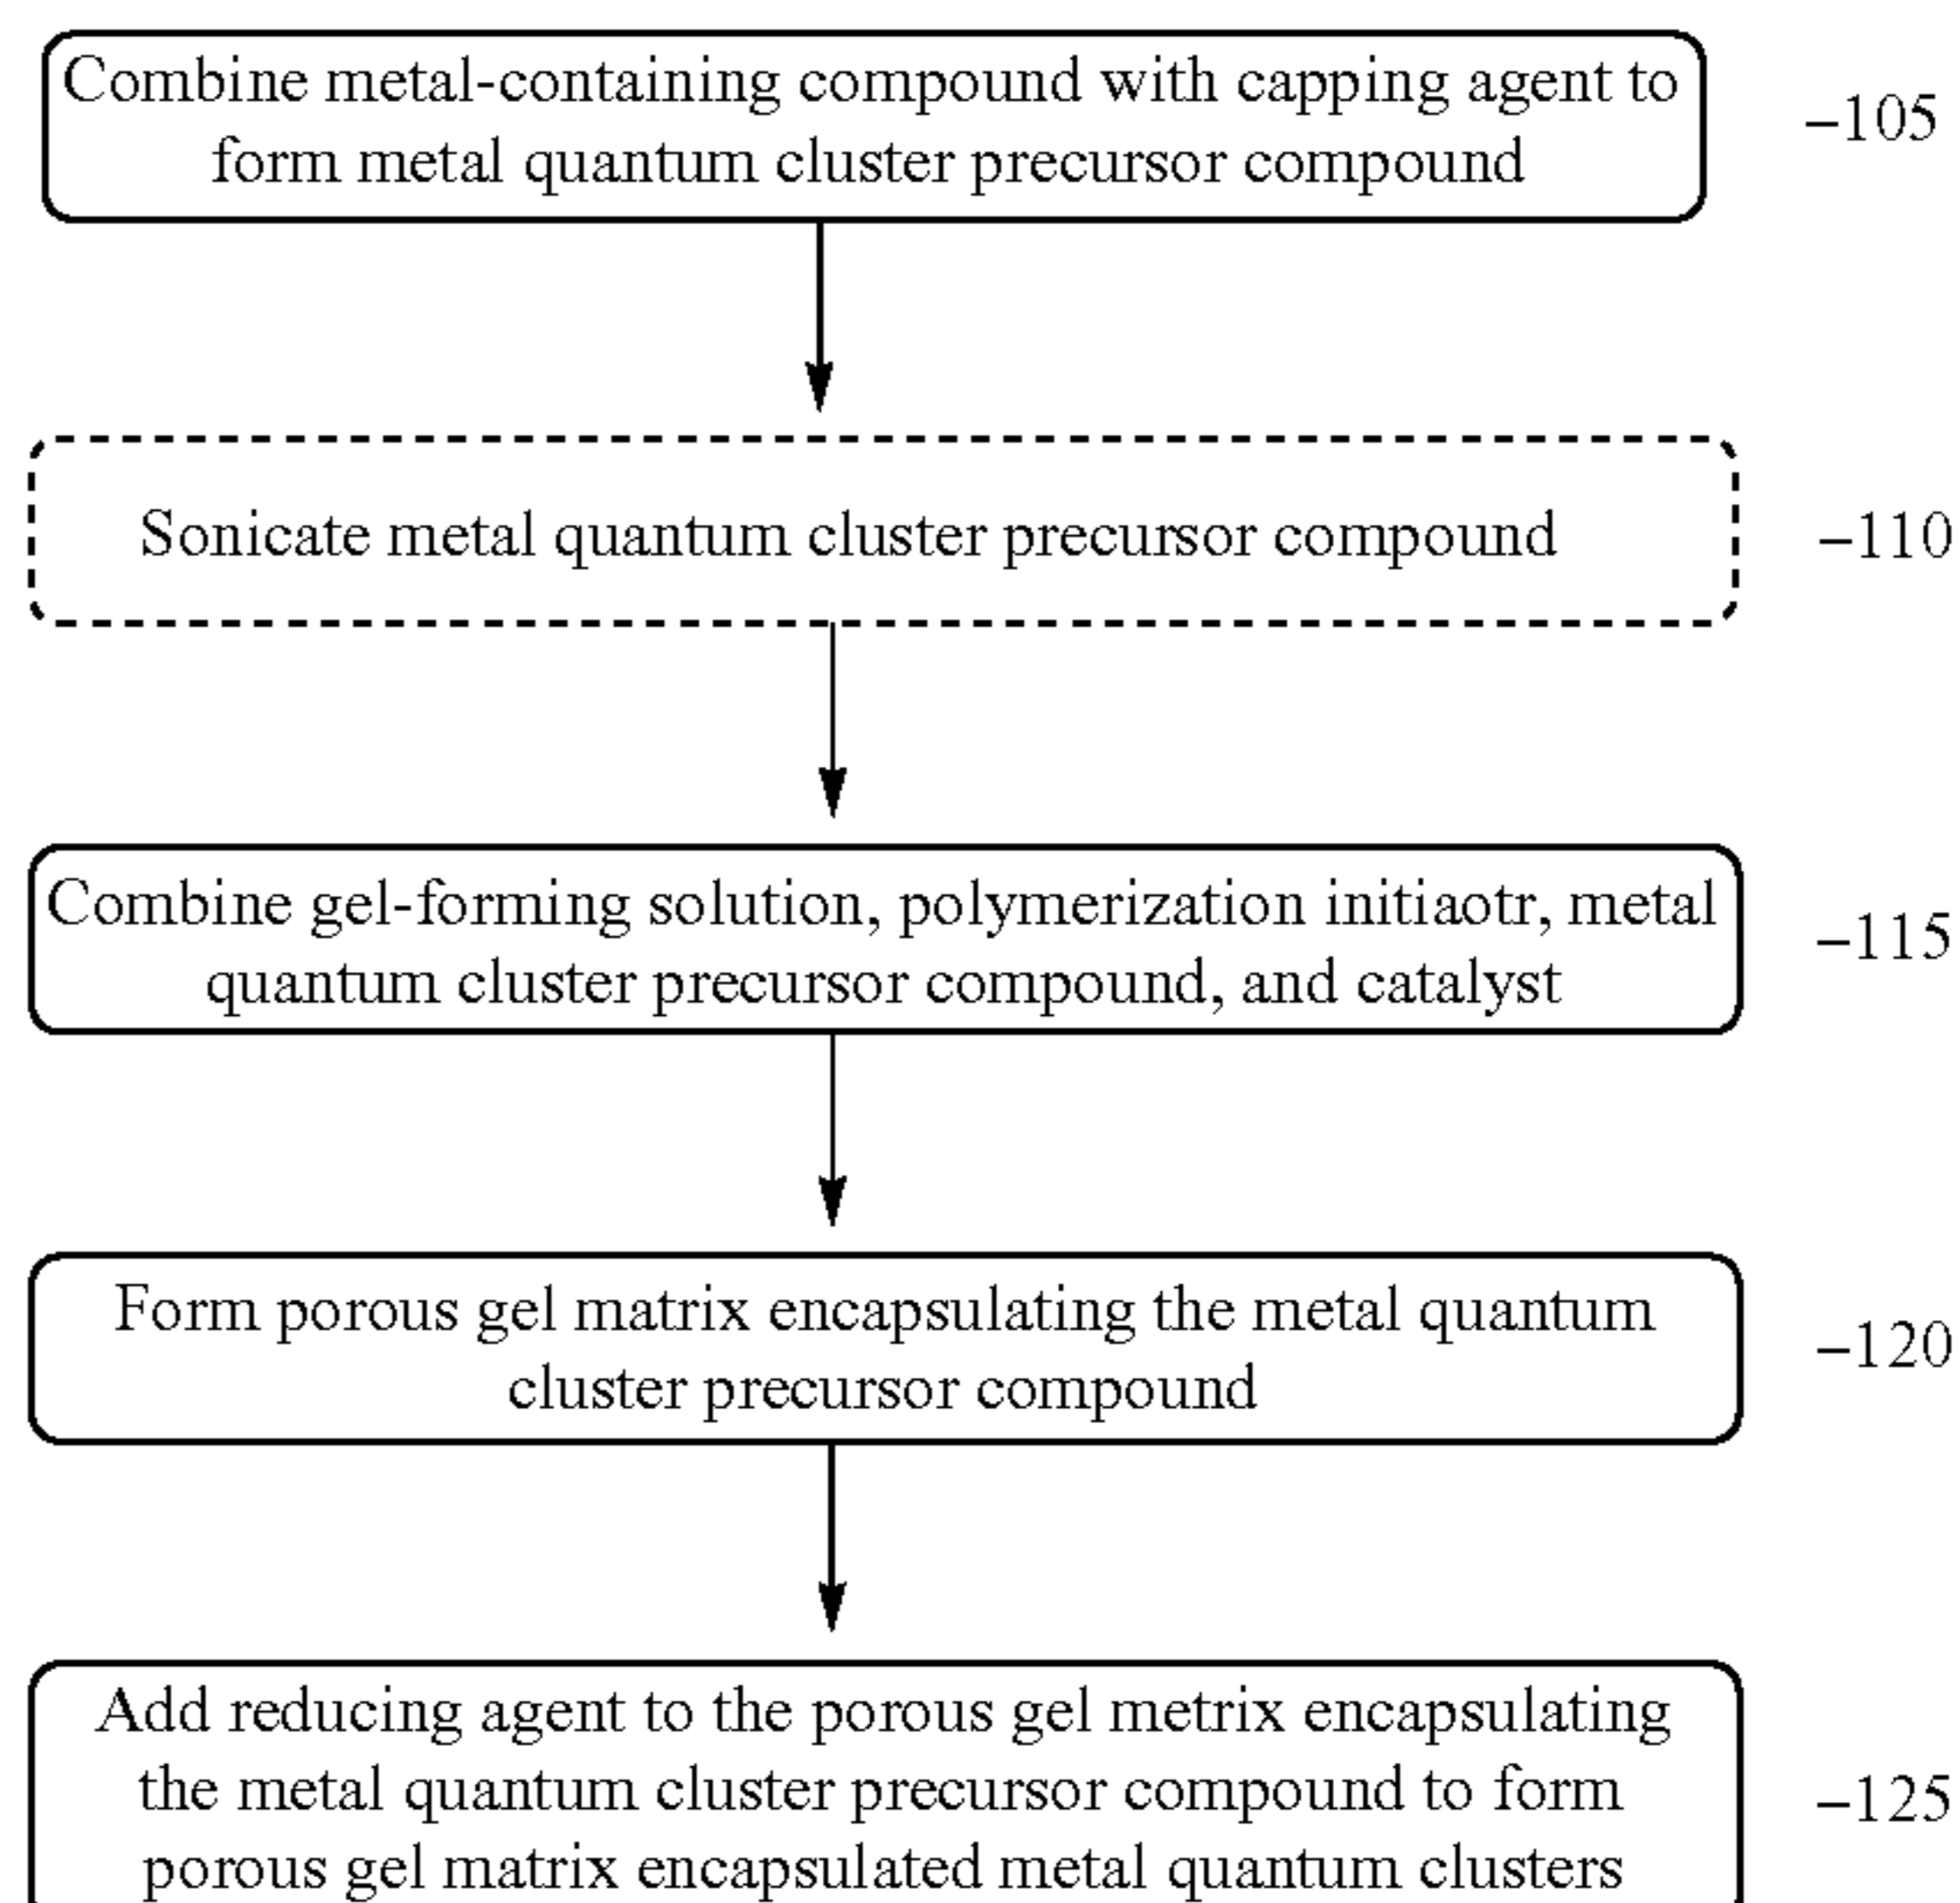 Combine metal-containing compound with capping agent to
form metal quantum cluster precursor compound
–105
Sonicate metal quantum cluster precursor compound
–110
Combine gel-forming solution, polymerization initiaotr, metal
quantum cluster precursor compound, and catalyst
–115
Form porous gel matrix encapsulating the metal quantum
cluster precursor compound
–120
Add reducing agent to the porous gel metrix encapsulating
the metal quantum cluster precursor compound to form
porous gel matrix encapsulated metal quantum clusters
–125